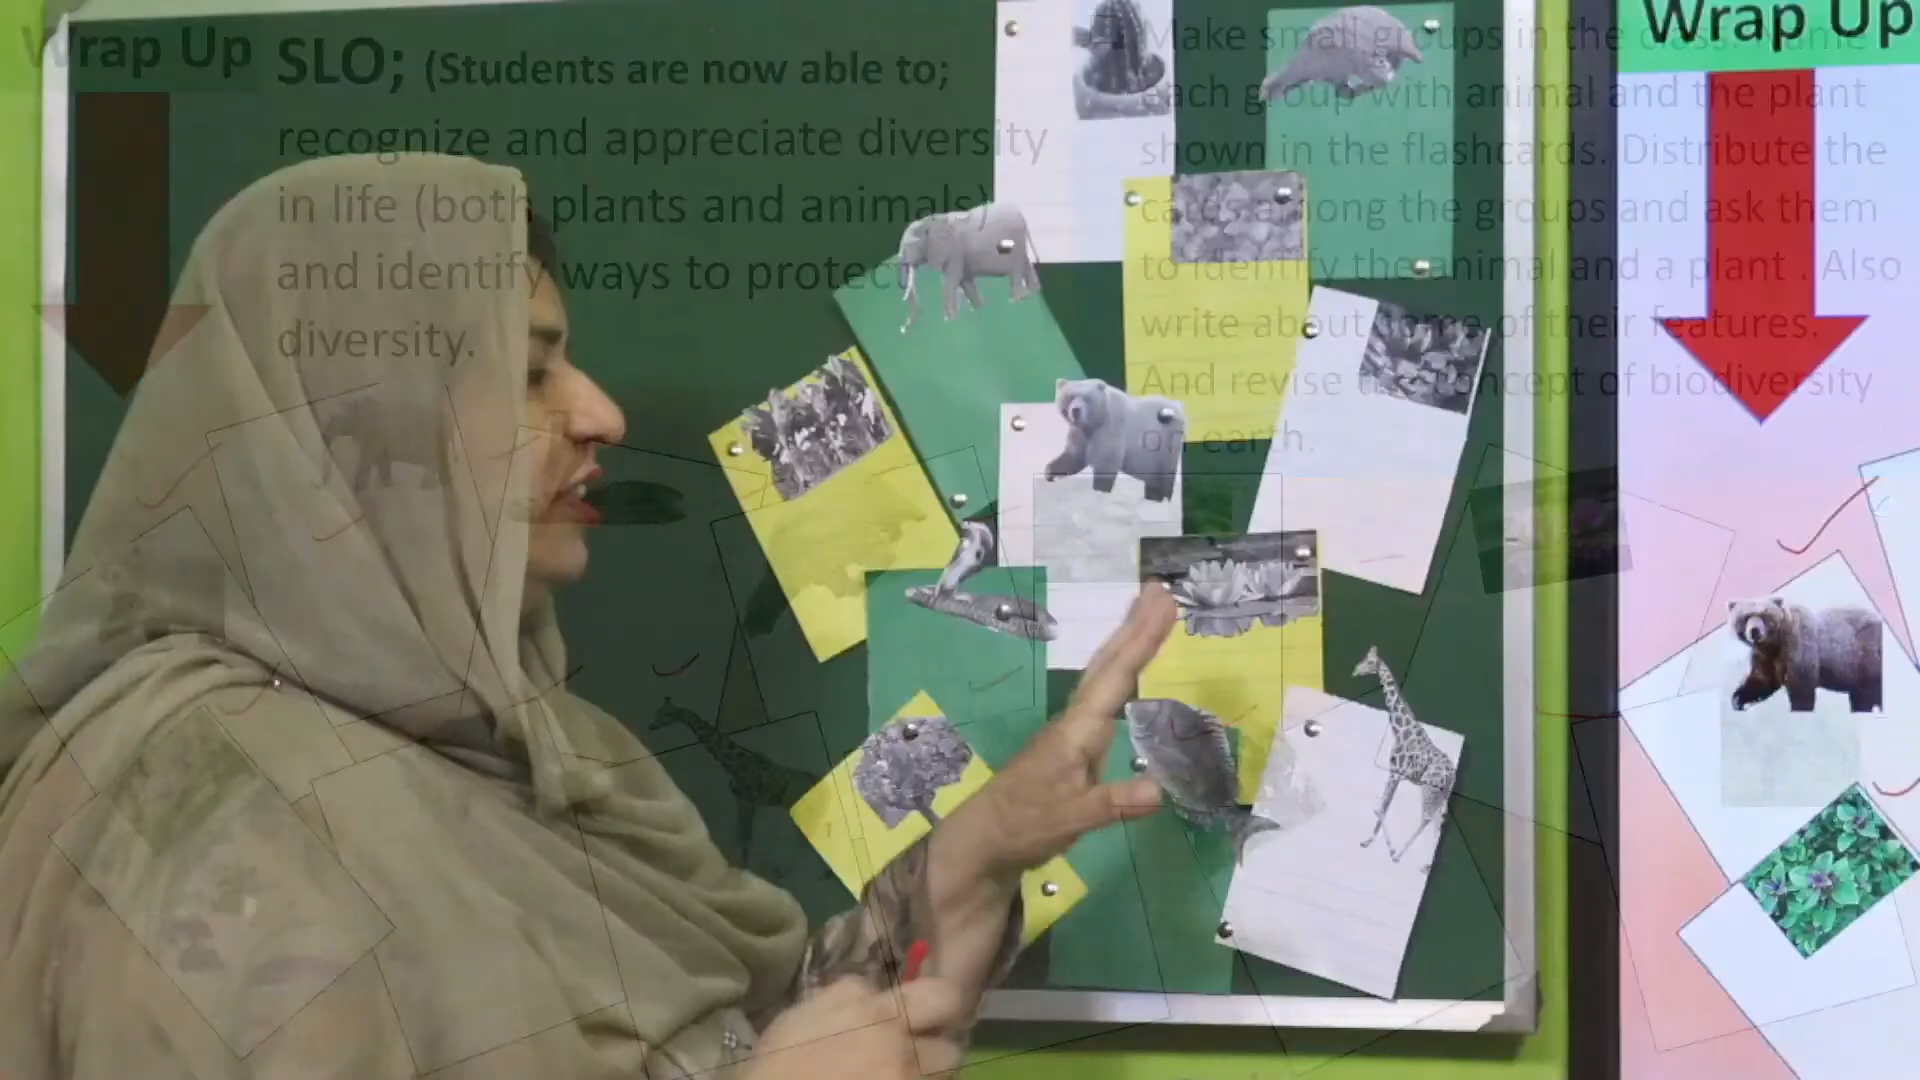 Wrap Up
SLO; (Students are now able to;
recognize and appreciate diversity
in life (both plants and animals)
and identify ways to protect
diversity.
Make small groups in the class. Name
each group with animal and the plant
shown in the flashcards. Distribute the
cards among the groups and ask them
to identify the animal and a plant . Also
write about some of their features.
And revise the concept of biodiversity
on earth.
Wrap Up